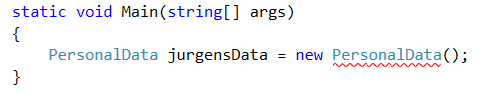 static void Main(string[] args)
{
    PersonalData jurgensData = new PersonalData();
}